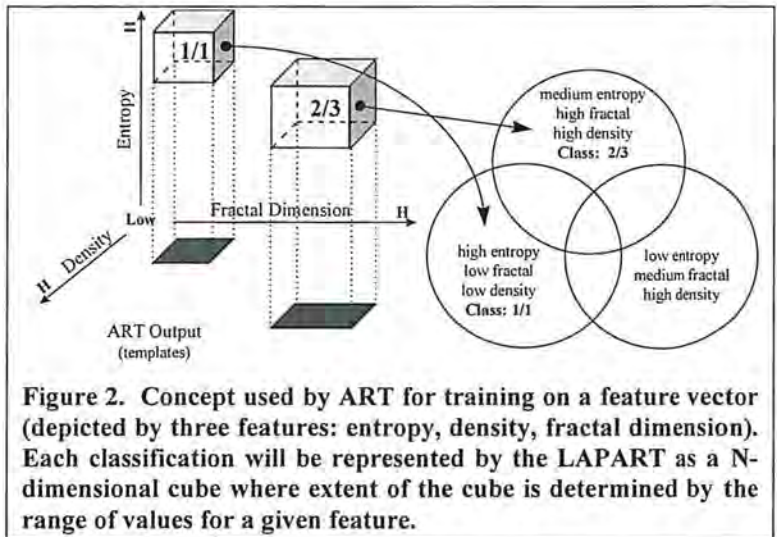 H
1/1
Entropy
2/3
Low
Fractal Dimension
H
Density
H
ART Output
(templates)
medium entropy
high fractal
high density
Class: 2/3
high entropy
low fractal
low density
Class: 1/1
low entropy
medium fractal
high density
Figure 2. Concept used by ART for training on a feature vector
(depicted by three features: entropy, density, fractal dimension).
Each classification will be represented by the LAPART as a N-
dimensional cube where extent of the cube is determined by the
range of values for a given feature.